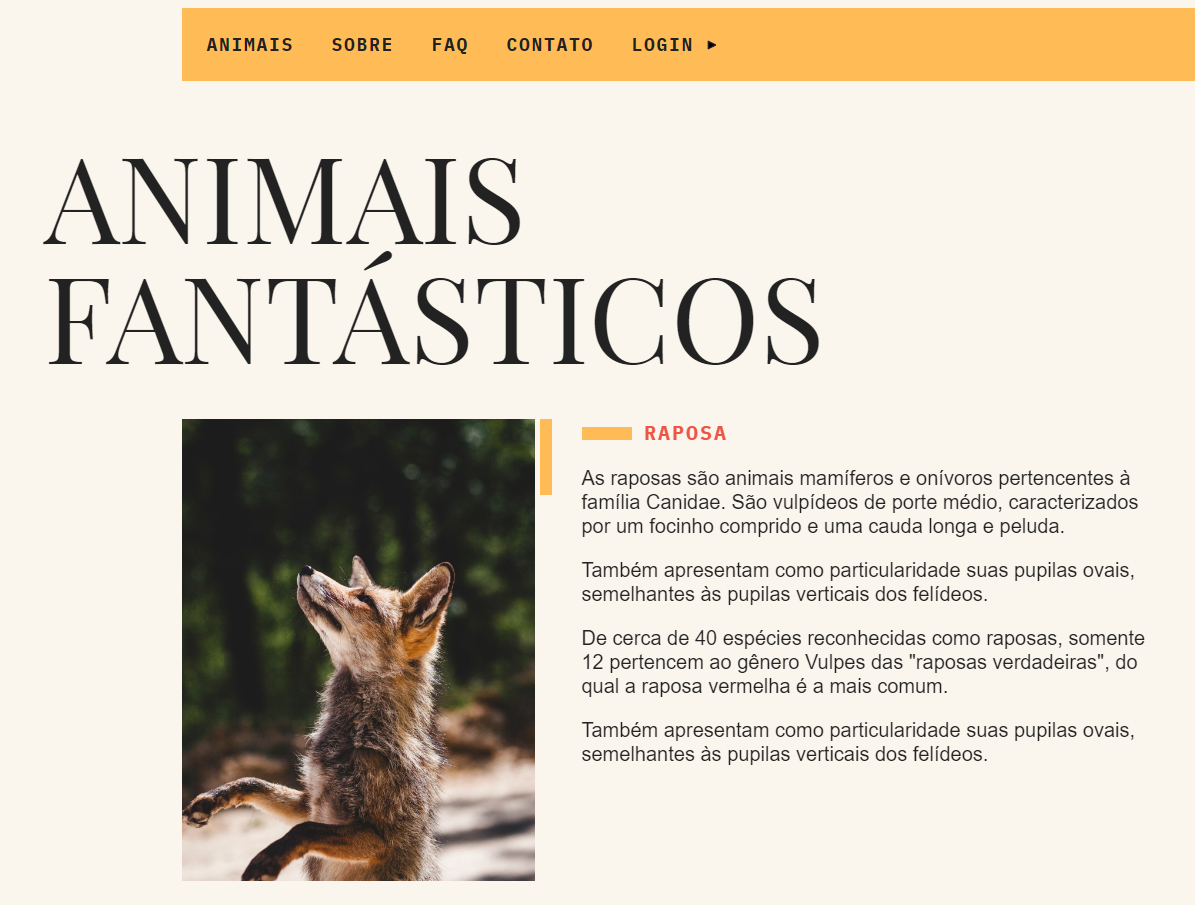 ANIMAIS SOBRE FAQ CONTATO LOGIN ▸
ANIMAIS
FANTÁSTICOS
RAPOSA
As raposas são animais mamíferos e onívoros pertencentes à
família Canidae. São vulpídeos de porte médio, caracterizados
por um focinho comprido e uma cauda longa e peluda.
Também apresentam como particularidade suas pupilas ovais,
semelhantes às pupilas verticais dos felídeos.
De cerca de 40 espécies reconhecidas como raposas, somente
12 pertencem ao gênero Vulpes das "raposas verdadeiras", do
qual a raposa vermelha é a mais comum.
Também apresentam como particularidade suas pupilas ovais,
semelhantes às pupilas verticais dos felídeos.